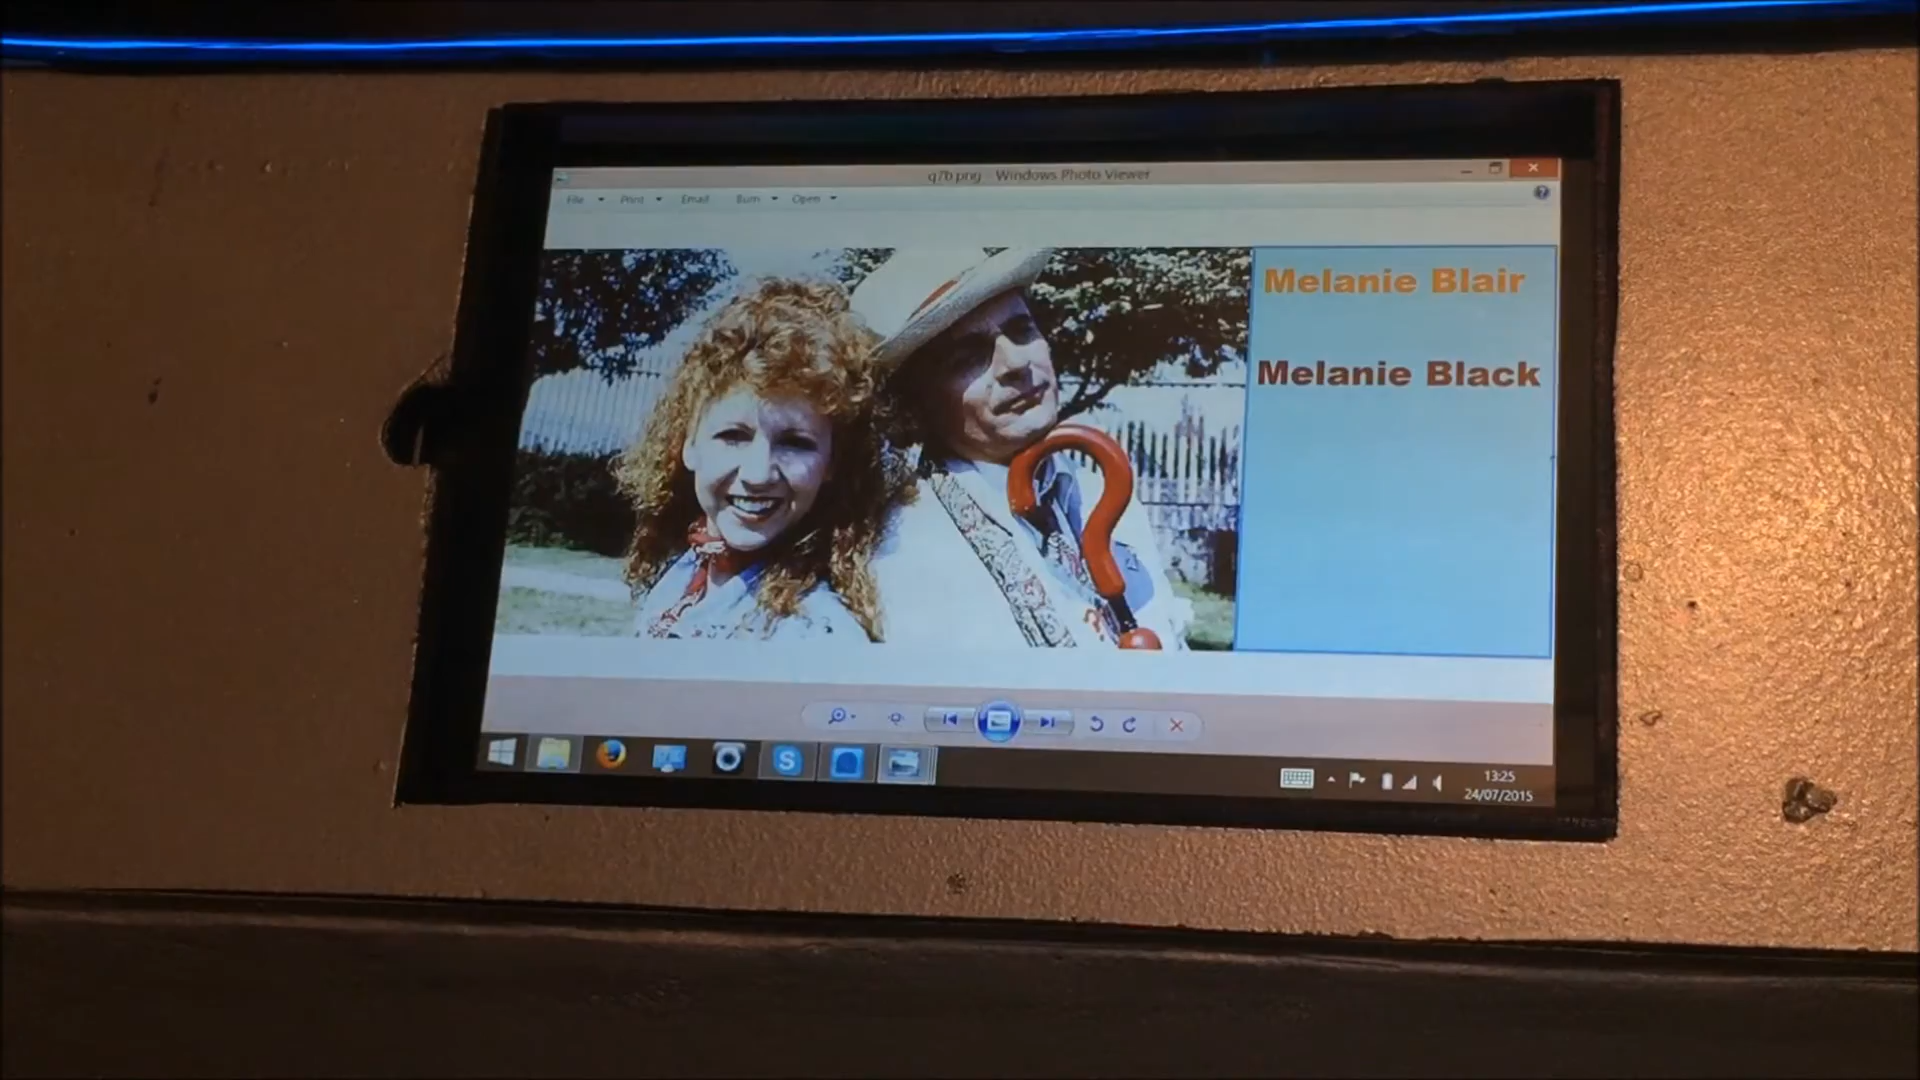 q7b.png - Windows Photo Viewer
File Print Email Burn Open
Melanie Blair
Melanie Black
13:25
24/07/2015